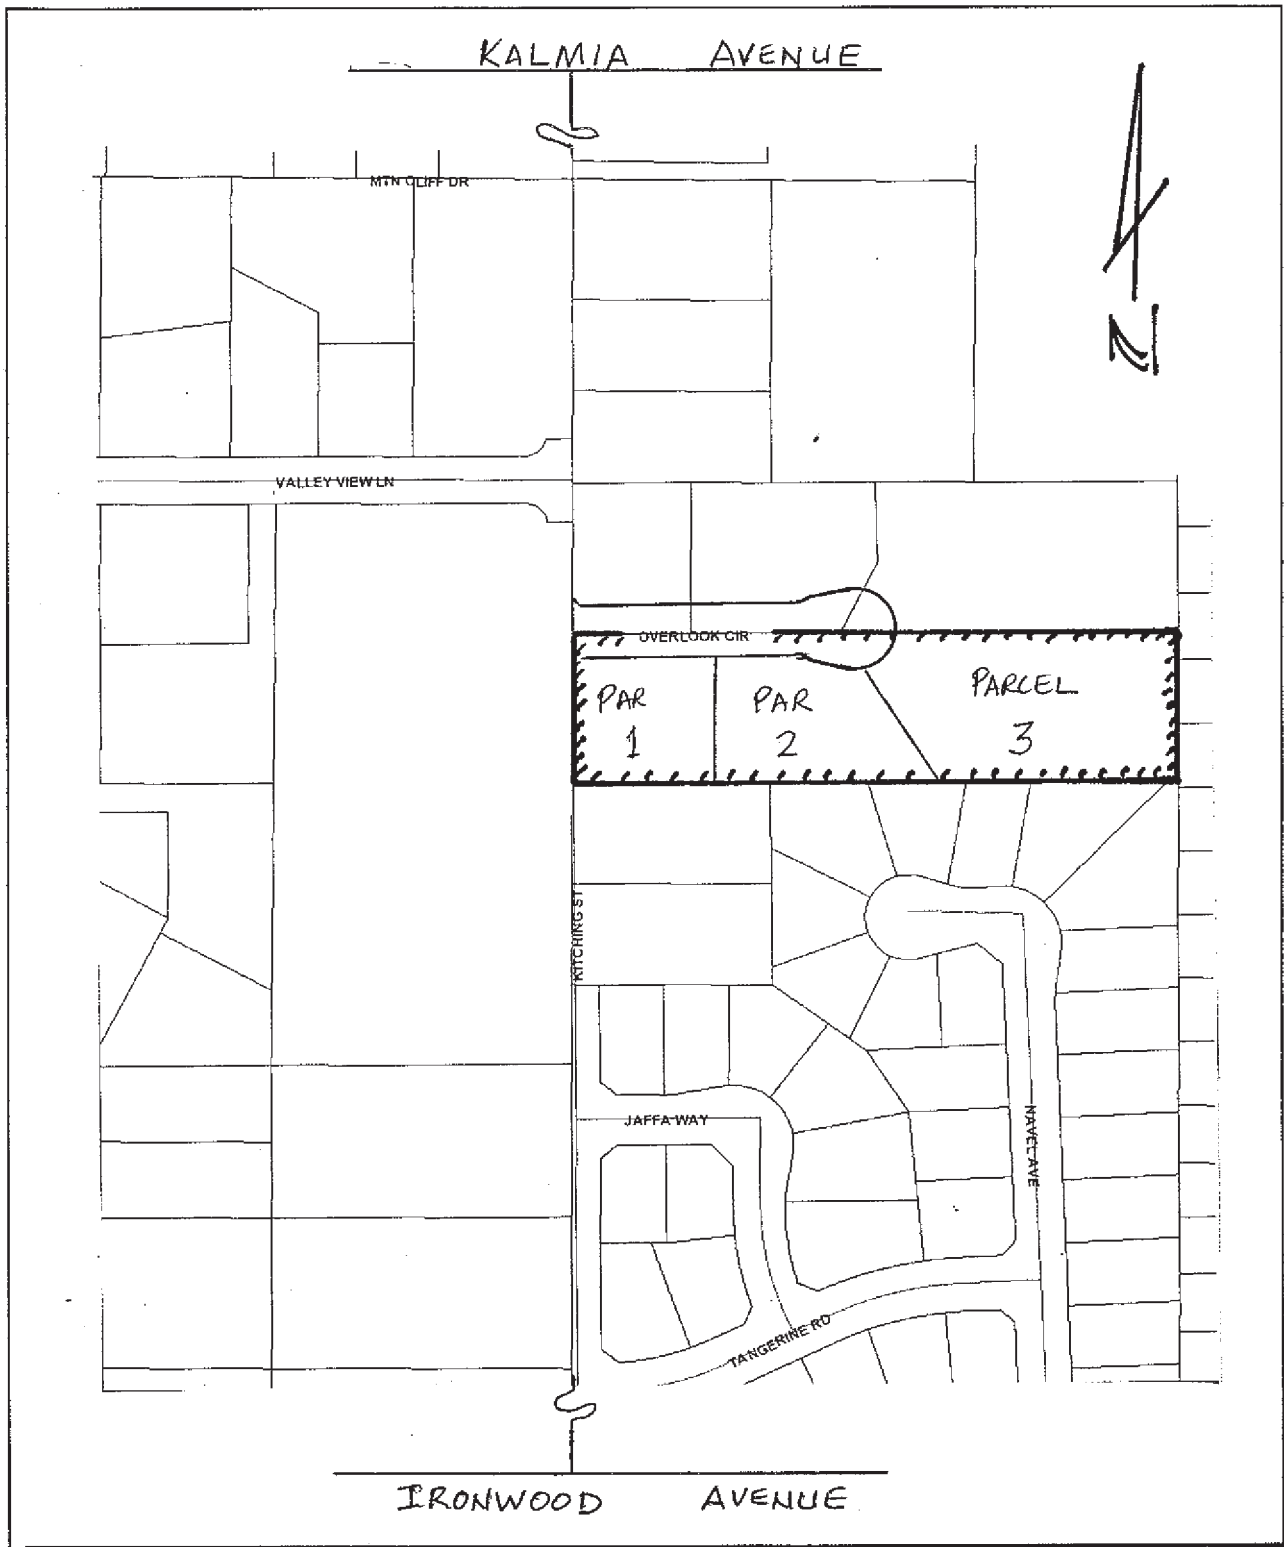 KALMIA AVENUE
MTN CLIFF DR
N
VALLEY VIEW LN
OVERLOOK CIR
PAR
1
PAR
2
PARCEL
3
KITCHING ST
JAFFA WAY
NAVEL AVE
TANGERINE RD
IRONWOOD AVENUE